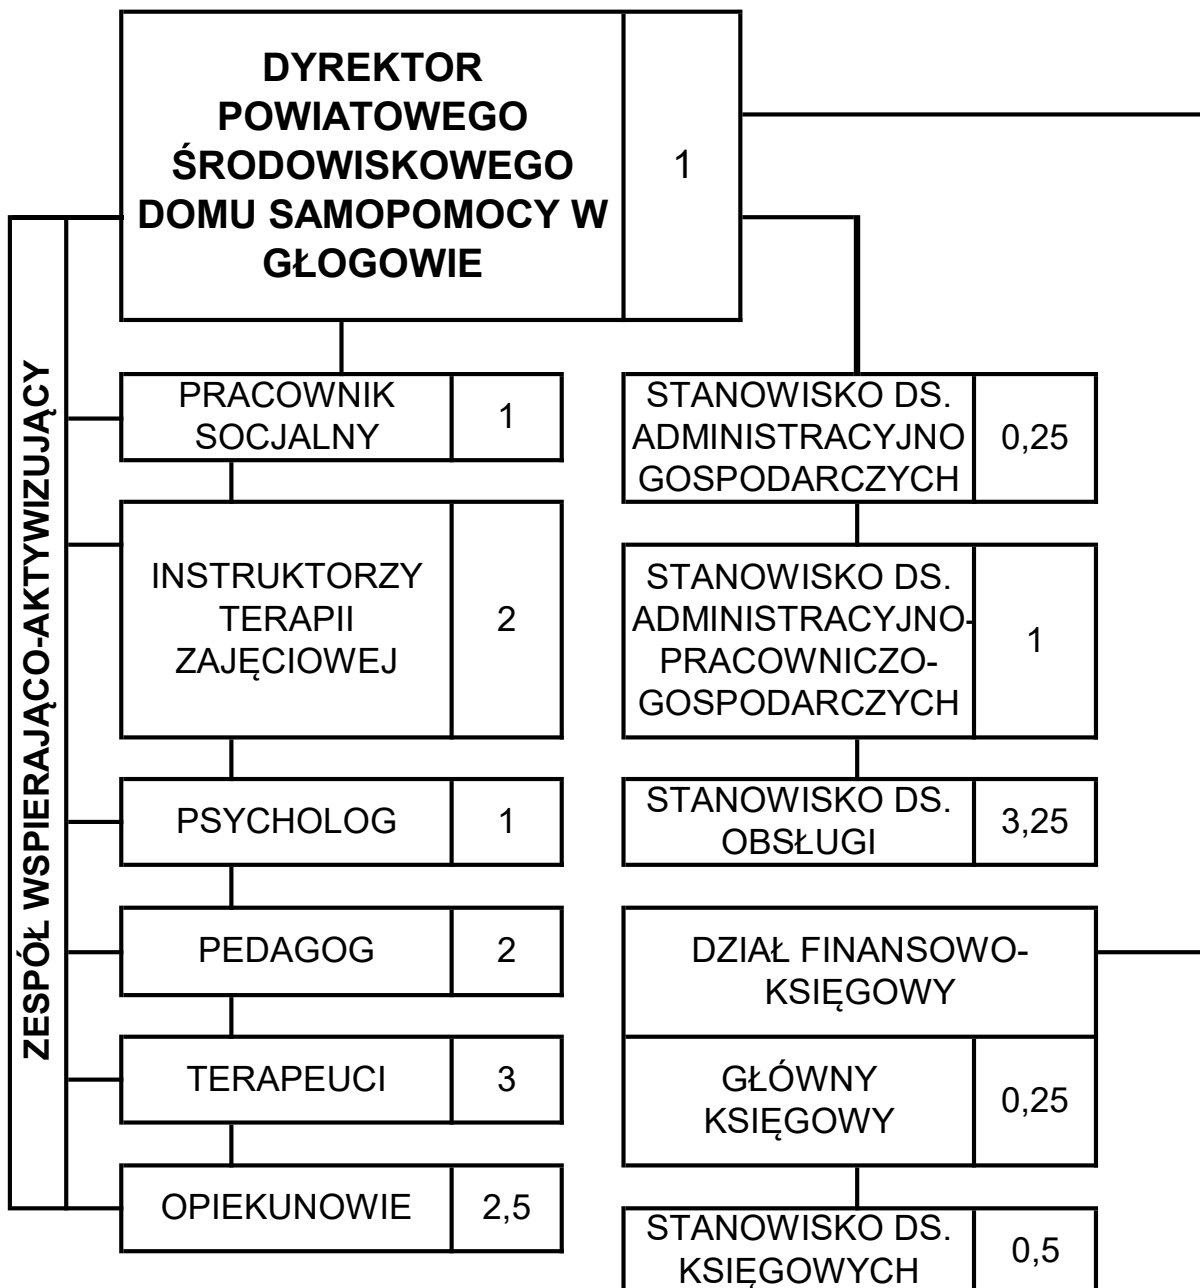 DYREKTOR
POWIATOWEGO
ŚRODOWISKOWEGO
DOMU SAMOPOMOCY W
GŁOGOWIE
1
ZESPÓŁ WSPIERAJĄCO-AKTYWIZUJĄCY
PRACOWNIK
SOCJALNY
1
INSTRUKTORZY
TERAPII
ZAJĘCIOWEJ
2
PSYCHOLOG
1
PEDAGOG
2
TERAPEUCI
3
OPIEKUNOWIE
2,5
STANOWISKO DS.
ADMINISTRACYJNO
GOSPODARCZYCH
0,25
STANOWISKO DS.
ADMINISTRACYJNO-
PRACOWNICZO-
GOSPODARCZYCH
1
STANOWISKO DS.
OBSŁUGI
3,25
DZIAŁ FINANSOWO-
KSIĘGOWY
GŁÓWNY
KSIĘGOWY
0,25
STANOWISKO DS.
KSIĘGOWYCH
0,5